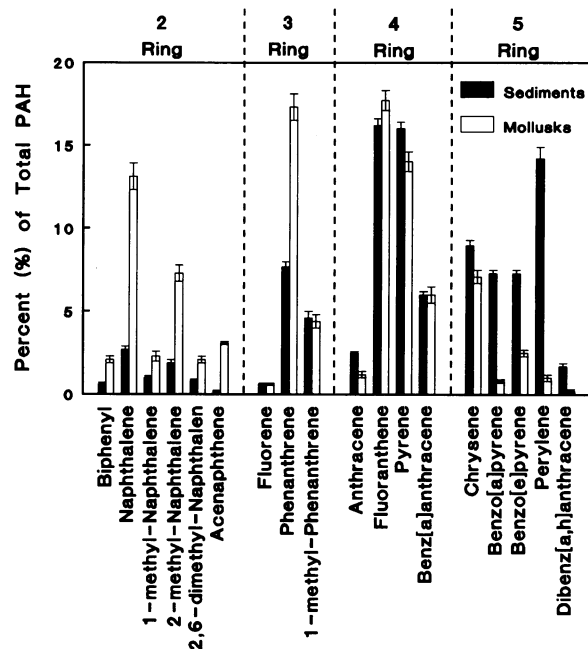 2 3 4 5
Ring Ring Ring Ring
20
15
10
5
0
Percent (%) of Total PAH
Sediments
Mollusks
Biphenyl
Naphthalene
1-methyl-Naphthalene
2-methyl-Naphthalene
2,6-dimethyl-Naphthalen
Acenaphthene
Fluorene
Phenanthrene
1-methyl-Phenanthrene
Anthracene
Fluoranthene
Pyrene
Benz[a]anthracene
Chrysene
Benzo[a]pyrene
Benzo[e]pyrene
Perylene
Dibenz[a,h]anthracene